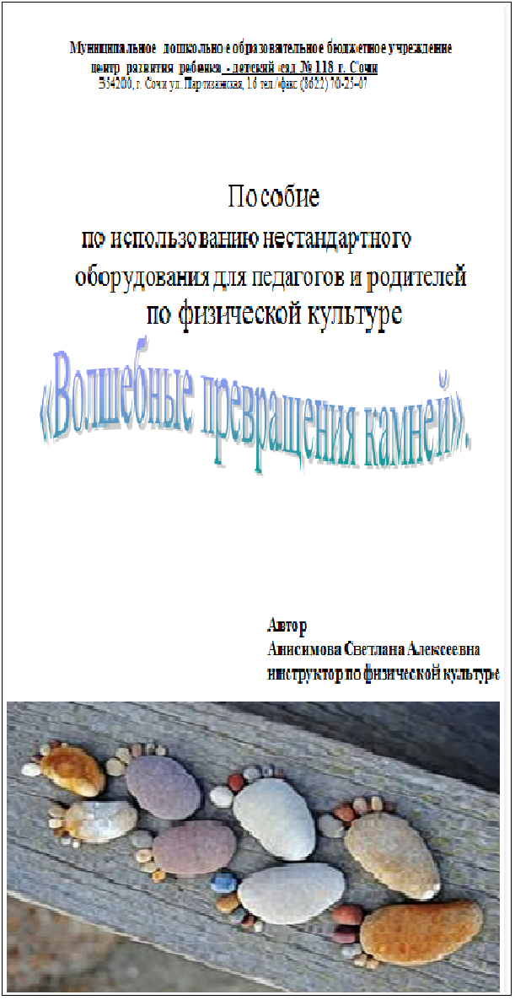 Муниципальное дошкольное образовательное бюджетное учреждение
центр развития ребенка - детский сад № 118 г. Сочи
354200, г. Сочи ул. Партизанская, 16 тел/факс (8622) 70-25-07
Пособие
по использованию нестандартного
оборудования для педагогов и родителей
по физической культуре
«Волшебные превращения камней».
Автор
Анисимова Светлана Алексеевна
инструктор по физической культуре